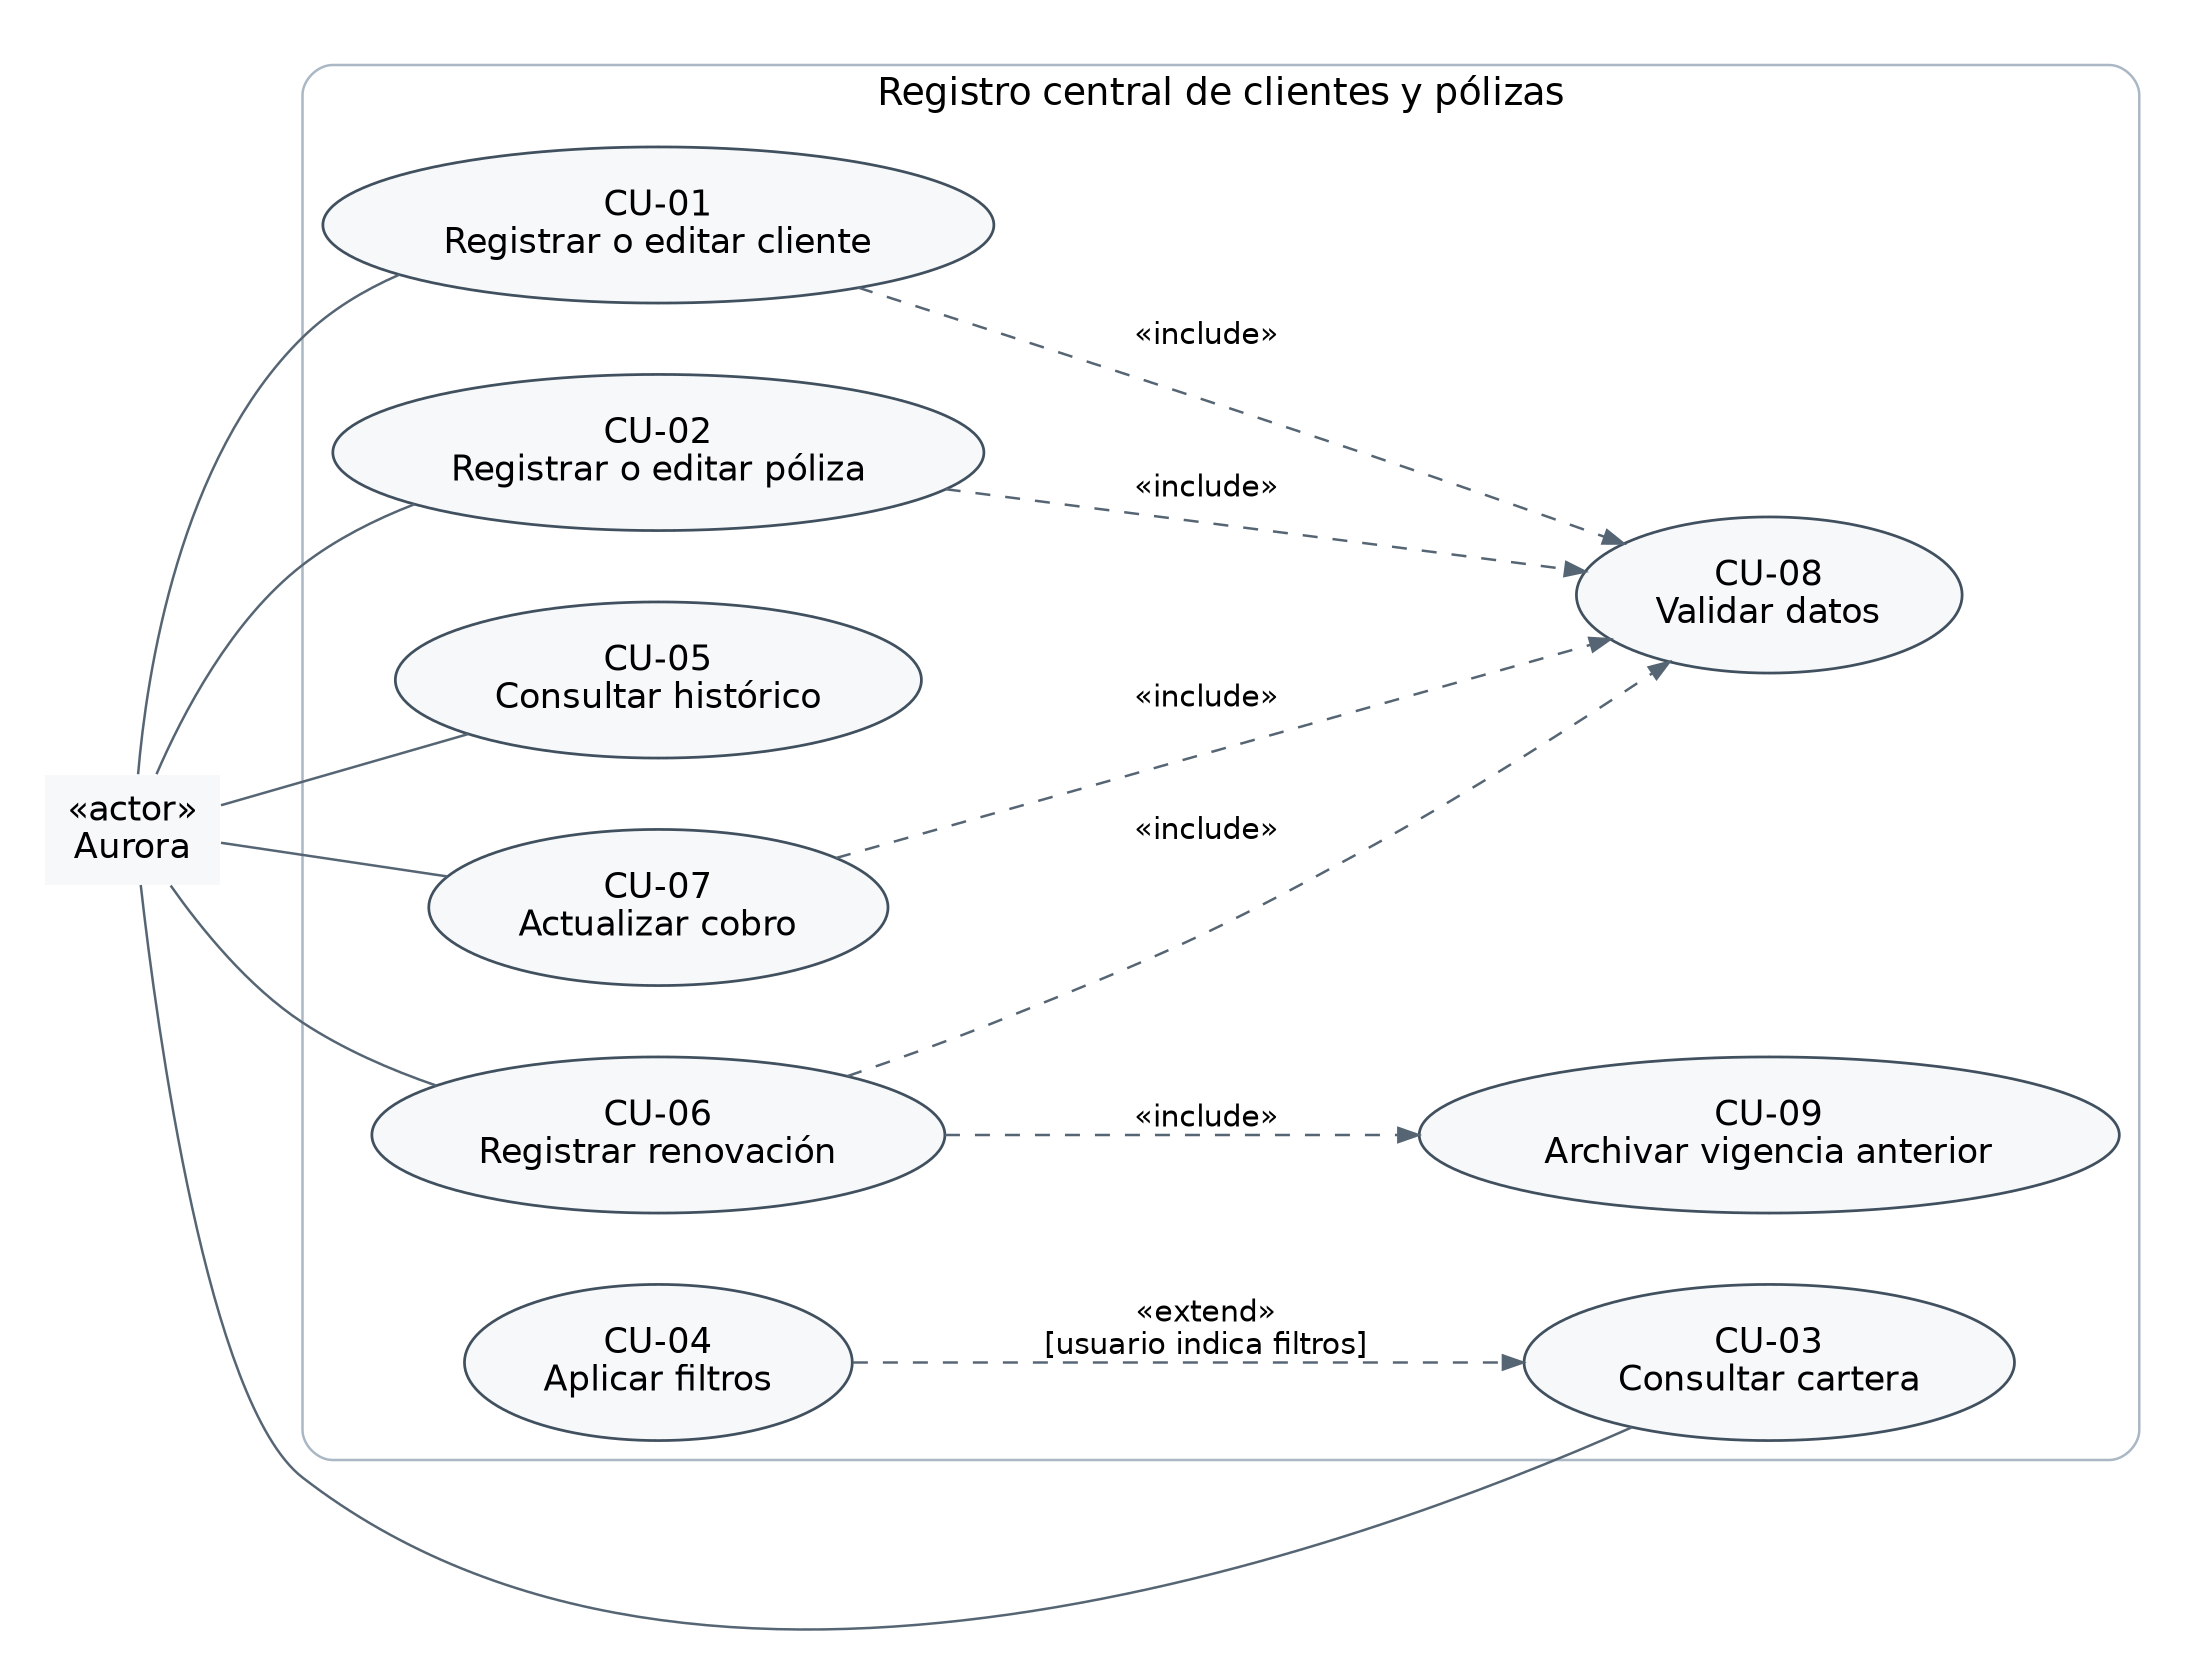 Registro central de clientes y pólizas
CU-01
Registrar o editar cliente
«include»
CU-02
Registrar o editar póliza
«include»
CU-08
Validar datos
CU-05
Consultar histórico
«include»
«actor»
Aurora
«include»
CU-07
Actualizar cobro
CU-06
Registrar renovación
«include»
CU-09
Archivar vigencia anterior
CU-04
Aplicar filtros
«extend»
[usuario indica filtros]
CU-03
Consultar cartera